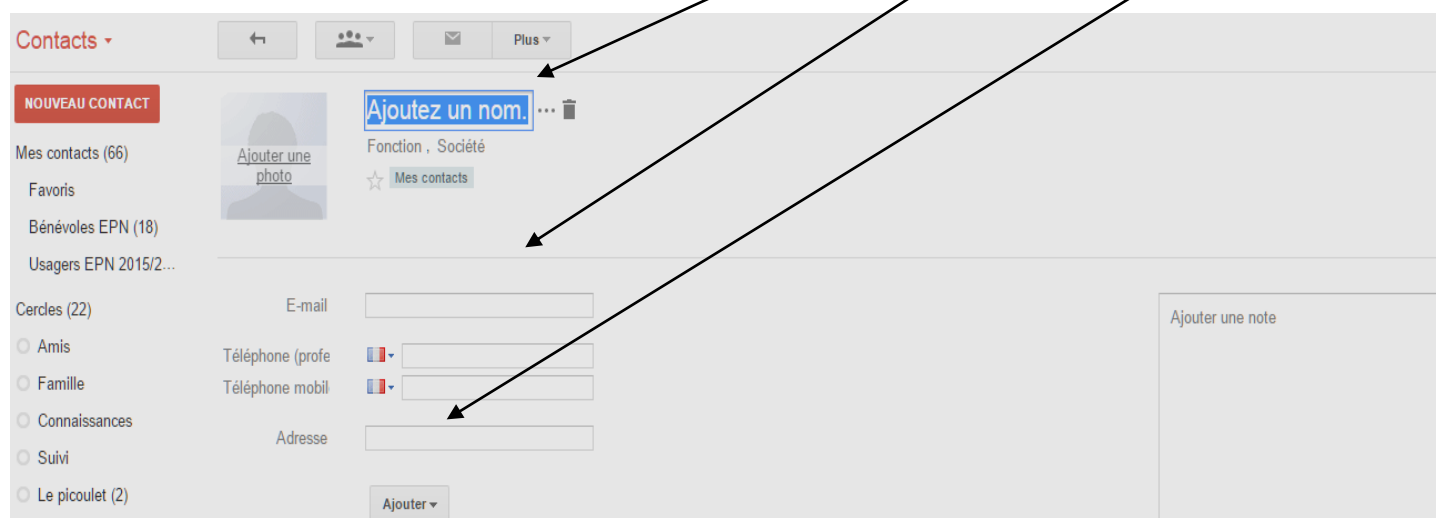 Contacts
Plus
NOUVEAU CONTACT
Mes contacts (66)
Favoris
Bénévoles EPN (18)
Usagers EPN 2015/2...
Cercles (22)
Amis
Famille
Connaissances
Suivi
Le picoulet (2)
Ajouter une
photo
Ajoutez un nom.
Fonction , Société
Mes contacts
E-mail
Téléphone (profe
Téléphone mobil
Adresse
Ajouter
Ajouter une note